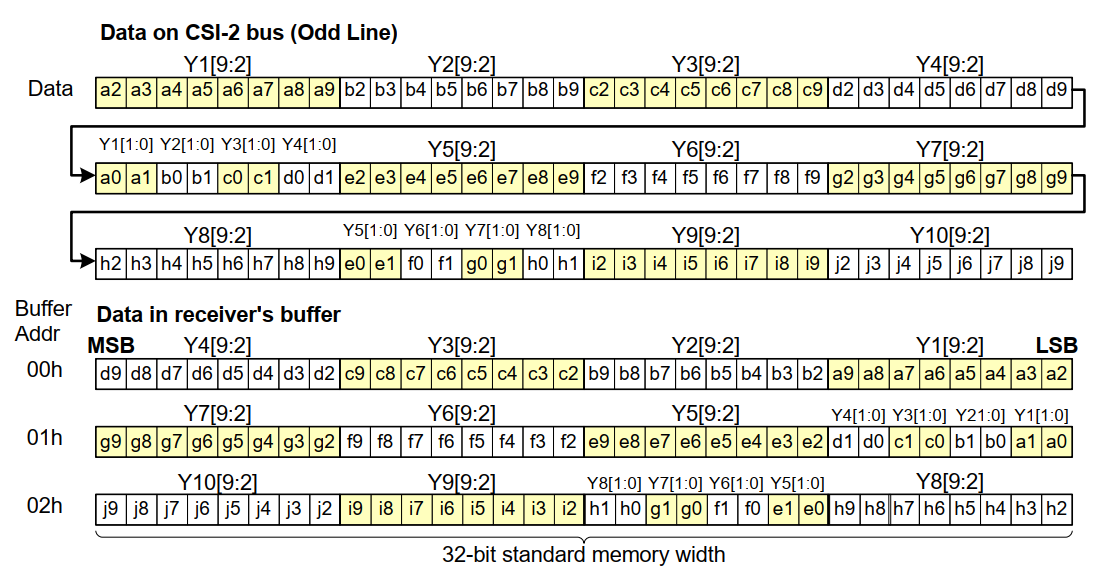 Data on CSI-2 bus (Odd Line)
Y1[9:2] Y2[9:2] Y3[9:2] Y4[9:2]
Data a2 a3 a4 a5 a6 a7 a8 a9 b2 b3 b4 b5 b6 b7 b8 b9 c2 c3 c4 c5 c6 c7 c8 c9 d2 d3 d4 d5 d6 d7 d8 d9
Y1[1:0] Y2[1:0] Y3[1:0] Y4[1:0] Y5[9:2] Y6[9:2] Y7[9:2]
a0 a1 b0 b1 c0 c1 d0 d1 e2 e3 e4 e5 e6 e7 e8 e9 f2 f3 f4 f5 f6 f7 f8 f9 g2 g3 g4 g5 g6 g7 g8 g9
Y8[9:2] Y5[1:0] Y6[1:0] Y7[1:0] Y8[1:0] Y9[9:2] Y10[9:2]
h2 h3 h4 h5 h6 h7 h8 h9 e0 e1 f0 f1 g0 g1 h0 h1 i2 i3 i4 i5 i6 i7 i8 i9 j2 j3 j4 j5 j6 j7 j8 j9
Buffer
Addr
Data in receiver's buffer
MSB Y4[9:2] Y3[9:2] Y2[9:2] Y1[9:2] LSB
00h d9 d8 d7 d6 d5 d4 d3 d2 c9 c8 c7 c6 c5 c4 c3 c2 b9 b8 b7 b6 b5 b4 b3 b2 a9 a8 a7 a6 a5 a4 a3 a2
Y7[9:2] Y6[9:2] Y5[9:2] Y4[1:0] Y3[1:0] Y21:0] Y1[1:0]
01h g9 g8 g7 g6 g5 g4 g3 g2 f9 f8 f7 f6 f5 f4 f3 f2 e9 e8 e7 e6 e5 e4 e3 e2 d1 d0 c1 c0 b1 b0 a1 a0
Y10[9:2] Y9[9:2] Y8[1:0] Y7[1:0] Y6[1:0] Y5[1:0] Y8[9:2]
02h j9 j8 j7 j6 j5 j4 j3 j2 i9 i8 i7 i6 i5 i4 i3 i2 h1 h0 g1 g0 f1 f0 e1 e0 h9 h8 h7 h6 h5 h4 h3 h2
32-bit standard memory width